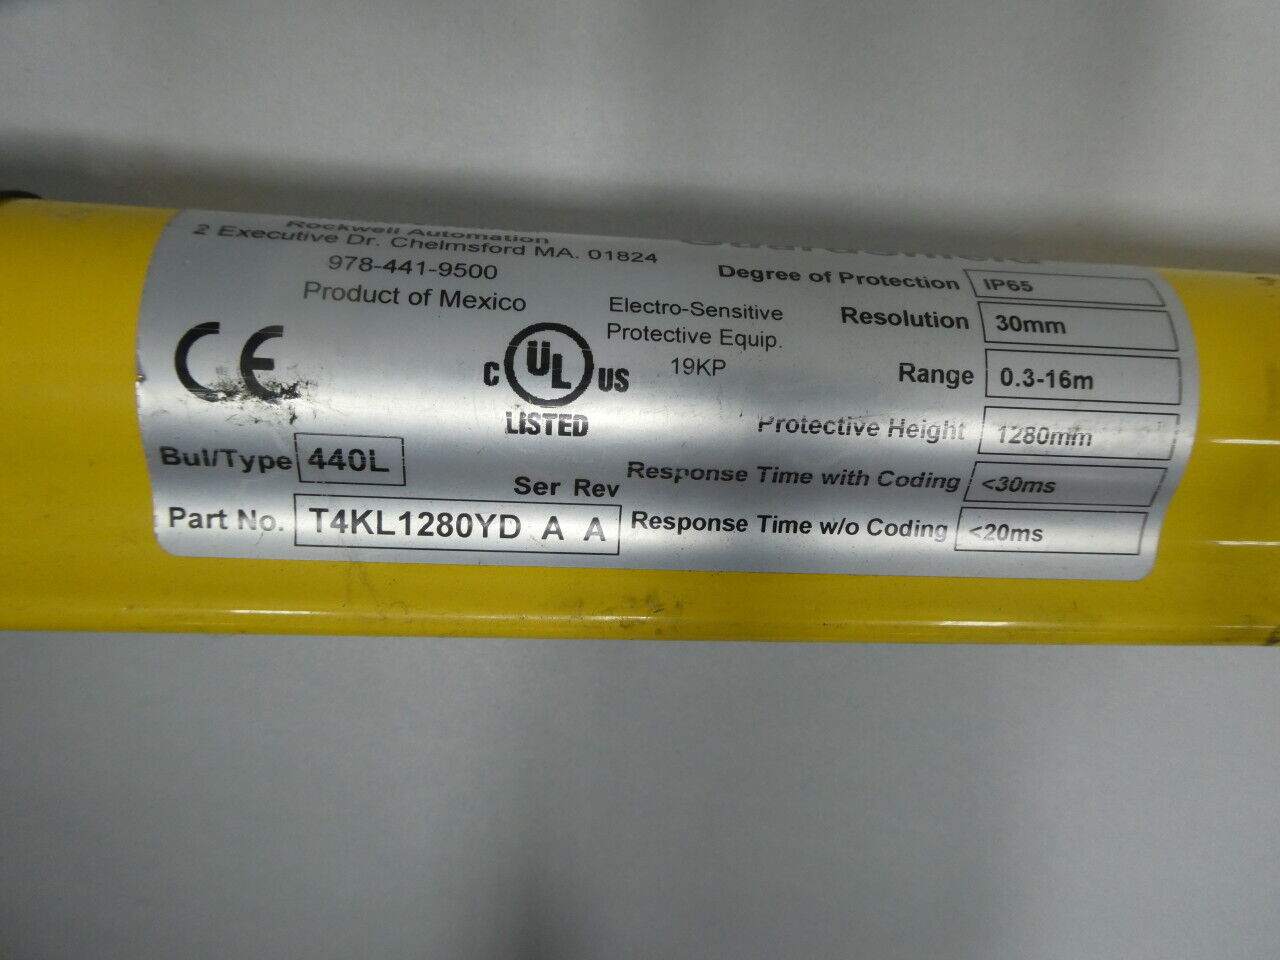 Rockwell Automation
2 Executive Dr. Chelmsford MA. 01824
978-441-9500
Product of Mexico
CE
C UL US
LISTED
Electro-Sensitive
Protective Equip.
19KP
Bul/Type 440L
Ser Rev
Part No. T4KL1280YD A A
GuardShield
Degree of Protection IP65
Resolution 30mm
Range 0.3-16m
Protective Height 1280mm
Response Time with Coding <30ms
Response Time w/o Coding <20ms